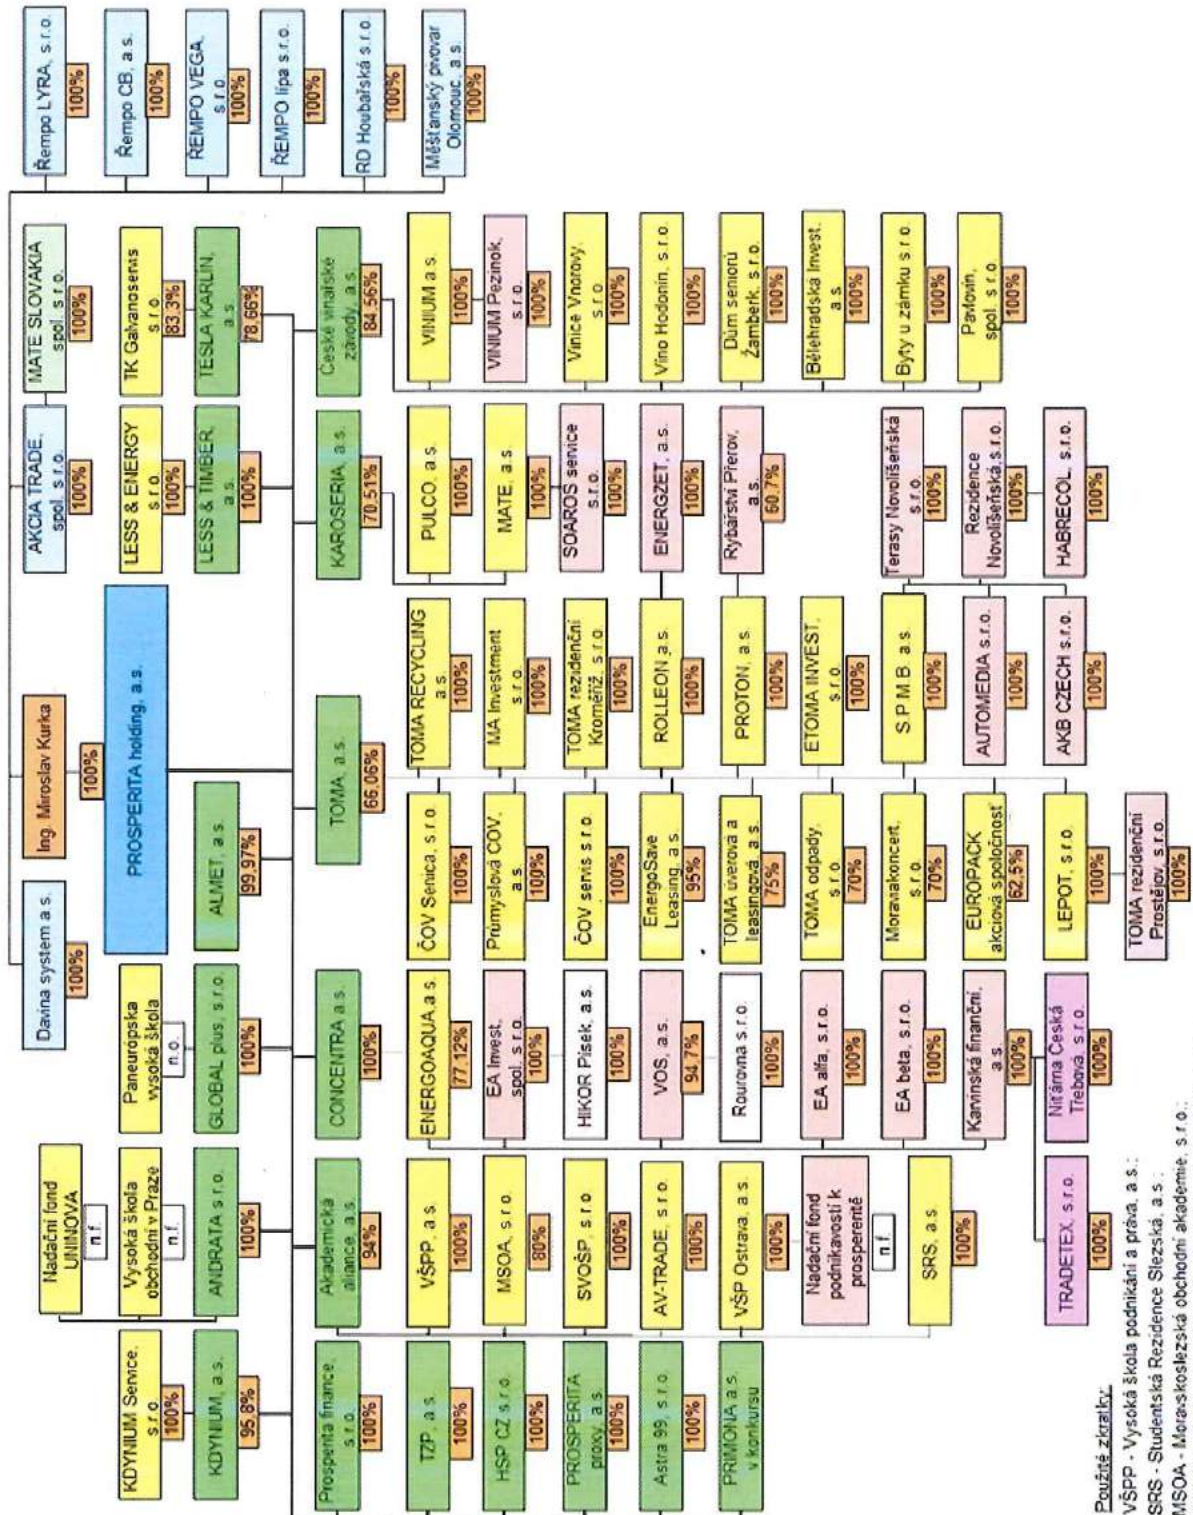 Ing. Miroslav Kurka
100%
Davina system a.s.
100%
AKCIA TRADE,
spol. s r.o.
100%
MATE SLOVAKIA
spol. s r.o.
100%
Řempo LYRA, s.r.o.
100%
Řempo CB, a.s.
100%
ŘEMPO VEGA,
s.r.o.
100%
ŘEMPO lípa s.r.o.
100%
RD Houbařská s.r.o.
100%
Měšťanský pivovar
Olomouc, a.s.
100%
PROSPERITA holding, a.s.
Nadační fond
UNINOVA
n.f.
KDYNIUM Service,
s.r.o.
100%
Vysoká škola
obchodní v Praze
n.f.
Paneurópska
vysoká škola
n.o.
LESS & ENERGY
s.r.o.
100%
TK Galvanoservis
s.r.o.
83,3%
KDYNIUM, a.s.
95,8%
ANDRATA s.r.o.
100%
GLOBAL plus, s.r.o.
100%
ALMET, a.s.
99,97%
LESS & TIMBER,
a.s.
100%
TESLA KARLIN,
a.s.
78,66%
Prosperita finance,
s.r.o.
100%
Akademická
aliance, a.s.
94%
CONCENTRA a.s.
100%
TOMA, a.s.
66,06%
KAROSERIA, a.s.
70,51%
České vinařské
závody, a.s.
84,56%
TZP, a.s.
100%
HSP CZ s.r.o.
100%
PROSPERITA
proxy, a.s.
100%
Astra 99, s.r.o.
100%
PRIMONA a.s.
v konkursu
VŠPP, a.s.
100%
MSOA, s.r.o.
80%
SVOŠP, s.r.o.
100%
AV-TRADE, s.r.o.
100%
VŠP Ostrava, a.s.
100%
Nadační fond
podnikavostí k
prosperitě
n.f.
SRS, a.s.
100%
ENERGOAQUA,a.s.
77,12%
EA Invest,
spol. s r.o.
100%
HIKOR Písek, a.s.
100%
VOS, a.s.
94,7%
Rourovna s.r.o.
100%
EA alfa, s.r.o.
100%
EA beta, s.r.o.
100%
Karvinská finanční,
a.s.
100%
TRADETEX, s.r.o.
100%
Niťárna Česká
Třebová, s.r.o.
100%
ČOV Senica, s.r.o.
100%
Průmyslová ČOV,
a.s.
100%
ČOV servis s.r.o.
100%
EnergoSave
Leasing, a.s.
95%
TOMA úverová a
leasingová, a.s.
75%
TOMA odpady,
s.r.o.
70%
Moraviakoncert,
s.r.o.
70%
EUROPACK
akciová spoločnosť
62,5%
LEPOT, s.r.o.
100%
TOMA rezidenční
Prostějov, s.r.o.
100%
TOMA RECYCLING
a.s.
100%
MA Investment
s.r.o.
100%
TOMA rezidenční
Kroměříž, s.r.o.
100%
ROLLEON a.s.
100%
PROTON, a.s.
100%
ETOMA INVEST,
s.r.o.
100%
S P M B, a.s.
100%
AUTOMEDIA s.r.o.
100%
AKB CZECH s.r.o.
100%
PULCO, a.s.
100%
MATE, a.s.
100%
SOAROS service
s.r.o.
100%
ENERGZET, a.s.
100%
Rybářství Přerov,
a.s.
60,7%
Terasy Novolíšeňská
s.r.o.
100%
Rezidence
Novolíšeňská,s.r.o.
100%
HABRECOL, s.r.o.
100%
VINIUM a.s.
100%
VINIUM Pezinok,
s.r.o.
100%
Vinice Vnorovy,
s.r.o.
100%
Víno Hodonín, s.r.o.
100%
Dům seniorů
Žamberk, s.r.o.
100%
Bělehradská Invest,
a.s.
100%
Byty u zámku s.r.o.
100%
Pavlovín,
spol. s r.o.
100%
Použité zkratky:
VŠPP - Vysoká škola podnikání a práva, a.s.;
SRS - Studentská Rezidence Slezská, a.s.;
MSOA - Moravskoslezská obchodní akademie, s.r.o.;